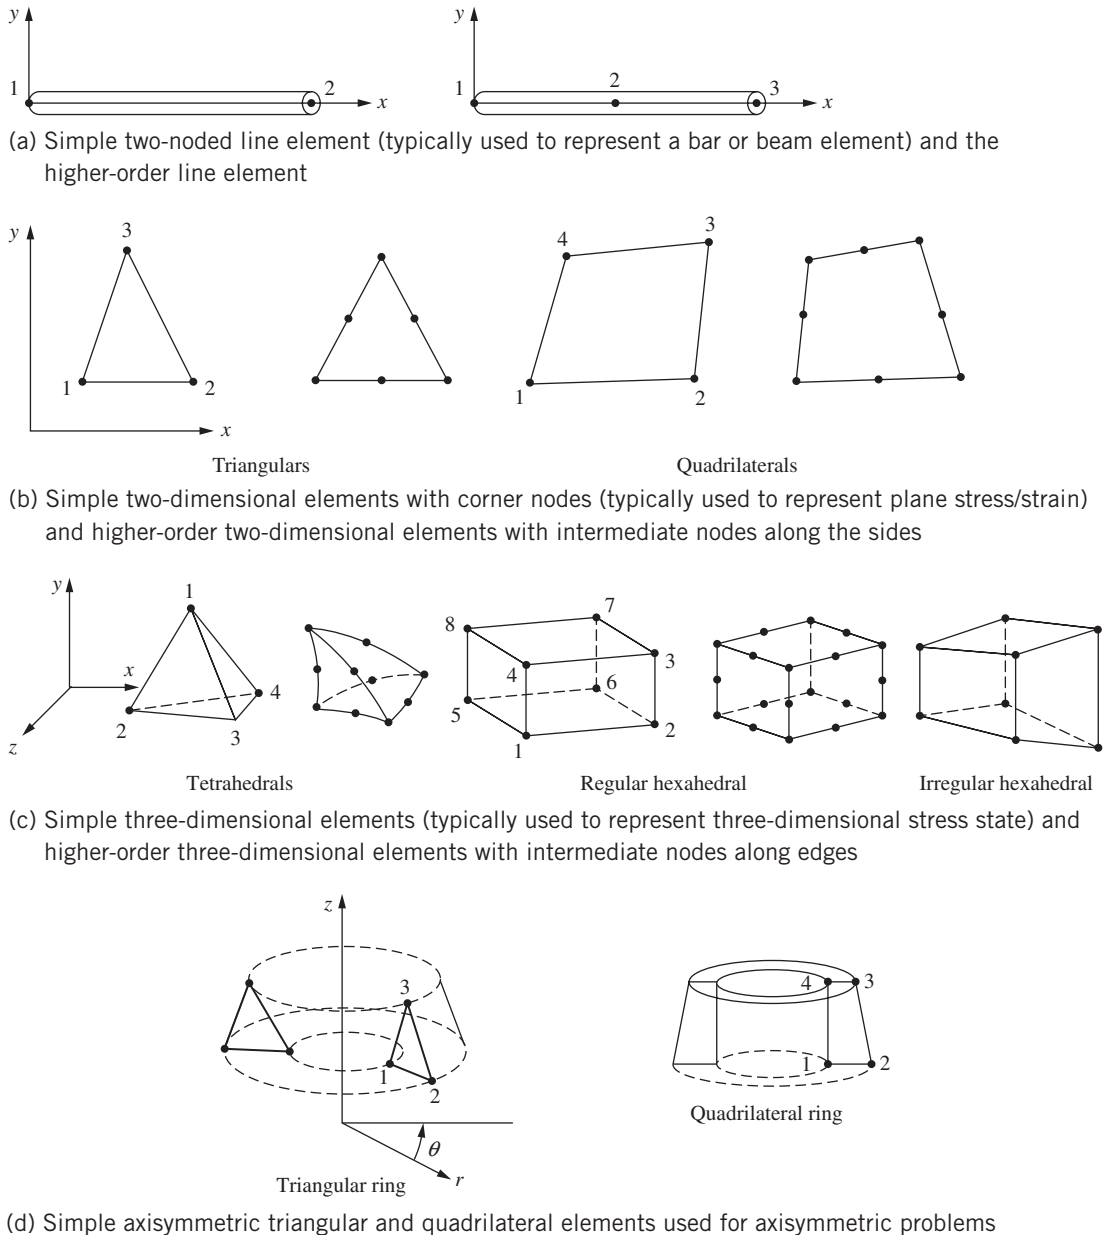 y
y
1
2
x
1
2
3
x
(a) Simple two-noded line element (typically used to represent a bar or beam element) and the
higher-order line element
y
3
1
2
x
4
3
1
2
Triangulars
Quadrilaterals
(b) Simple two-dimensional elements with corner nodes (typically used to represent plane stress/strain)
and higher-order two-dimensional elements with intermediate nodes along the sides
y
x
z
1
2
3
4
8
7
4
3
5
6
1
2
Tetrahedrals
Regular hexahedral
Irregular hexahedral
(c) Simple three-dimensional elements (typically used to represent three-dimensional stress state) and
higher-order three-dimensional elements with intermediate nodes along edges
z
3
1
2
θ
r
Triangular ring
4
3
1
2
Quadrilateral ring
(d) Simple axisymmetric triangular and quadrilateral elements used for axisymmetric problems